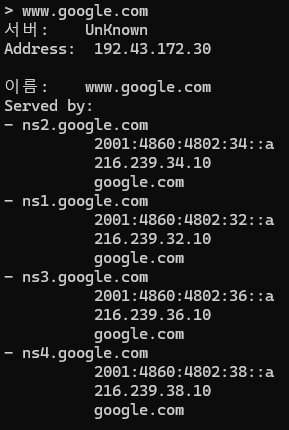 > www.google.com
서버:    UnKnown
Address:  192.43.172.30

이름:    www.google.com
Served by:
- ns2.google.com
          2001:4860:4802:34::a
          216.239.34.10
          google.com
- ns1.google.com
          2001:4860:4802:32::a
          216.239.32.10
          google.com
- ns3.google.com
          2001:4860:4802:36::a
          216.239.36.10
          google.com
- ns4.google.com
          2001:4860:4802:38::a
          216.239.38.10
          google.com